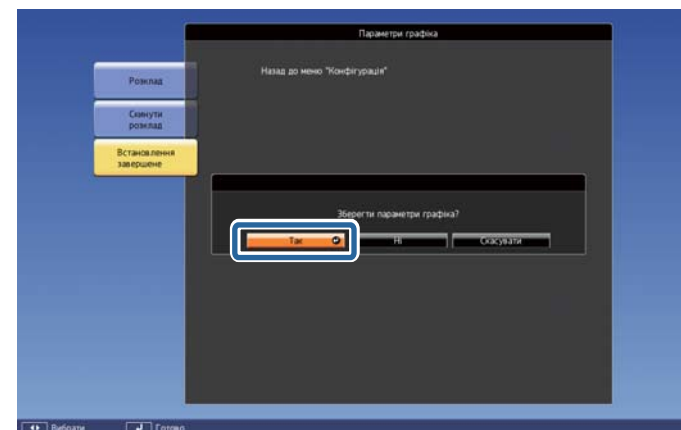 Параметри графіка
Назад до меню "Конфігурація"
Розклад
Скинути
розклад
Встановлення
завершене
Зберегти параметри графіка?
Так
Ні
Скасувати
Вибрати
Готово